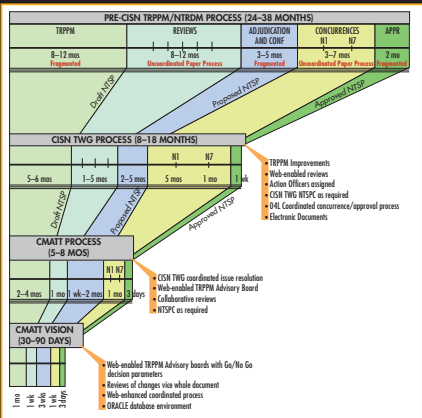 PRE-CISN TRPPM/NTRDM PROCESS (24–38 MONTHS)
TRPPM
REVIEWS
ADJUDICATION
AND CONF
CONCURRENCES
N1 N7
APPR
8–12 mos
Fragmented
8–12 mos
Uncoordinated Paper Process
3–5 mos
Fragmented
3–7 mos
Uncoordinated Paper Process
2 mo
Fragmented
Draft NTSP
Proposed NTSP
Approved NTSP
CISN TWG PROCESS (8–18 MONTHS)
N1 N7
5–6 mos
1–5 mos
2–5 mos
5 mos
1 mo
1 wk
• TRPPM Improvements
• Web-enabled reviews
• Action Officers assigned
• CISN TWG NTSPC as required
• O4L Coordinated concurrence/approval process
• Electronic Documents
Draft NTSP
Proposed NTSP
Approved NTSP
CMATT PROCESS
(5–8 MOS)
N1 N7
2–4 mos
1 mo
1 wk–2 mos
1 mo
3 days
• CISN TWG coordinated issue resolution
• Web-enabled TRPPM Advisory Board
• Collaborative reviews
• NTSPC as required
CMATT VISION
(30–90 DAYS)
1 mo
1 wk
3 wks
1 wk
3 days
• Web-enabled TRPPM Advisory boards with Go/No Go
decision parameters
• Reviews of changes vice whole document
• Web-enhanced coordinated process
• ORACLE database environment